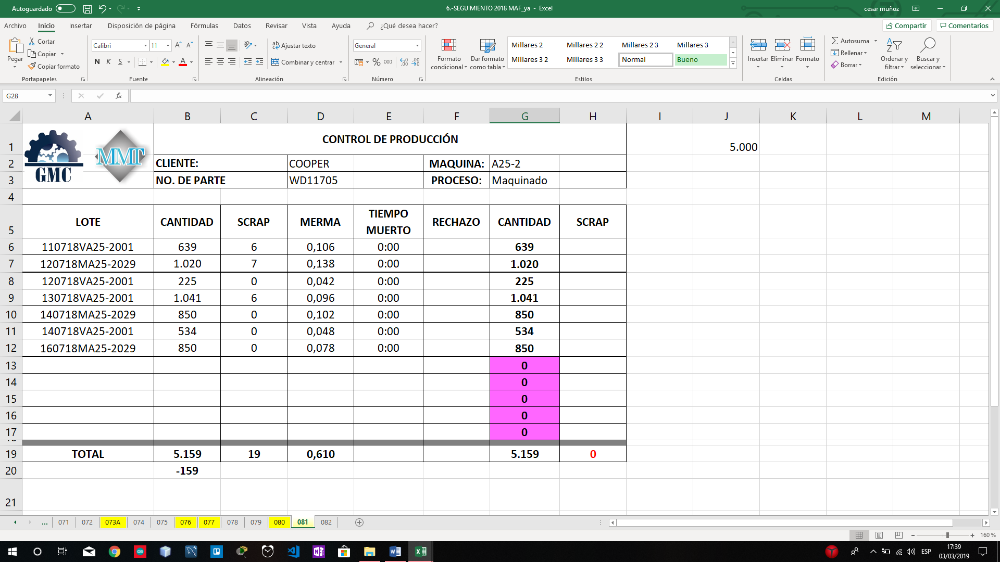 Autoguardado
6.-SEGUIMIENTO 2018 MAF_ya - Excel
cesar muñoz
Archivo Inicio Insertar Disposición de página Fórmulas Datos Revisar Vista Ayuda ¿Qué desea hacer? Compartir Comentarios
Pegar
Cortar
Copiar
Copiar formato
Portapapeles
Calibri 11
N K S
Fuente
Ajustar texto
Combinar y centrar
Alineación
General
% 000
Número
Formato condicional
Dar formato como tabla
Millares 2 Millares 2 2 Millares 2 3 Millares 3
Millares 3 2 Millares 3 3 Normal Bueno
Estilos
Insertar Eliminar Formato
Celdas
Autosuma
Rellenar
Borrar
Ordenar y filtrar
Buscar y seleccionar
Edición
G28 fx
A B C D E F G H I J K L M
1 GMC MMT CONTROL DE PRODUCCIÓN 5.000
2 CLIENTE: COOPER MAQUINA: A25-2
3 NO. DE PARTE WD11705 PROCESO: Maquinado
4
5 LOTE CANTIDAD SCRAP MERMA TIEMPO MUERTO RECHAZO CANTIDAD SCRAP
6 110718VA25-2001 639 6 0,106 0:00 639
7 120718MA25-2029 1.020 7 0,138 0:00 1.020
8 120718VA25-2001 225 0 0,042 0:00 225
9 130718VA25-2001 1.041 6 0,096 0:00 1.041
10 140718MA25-2029 850 0 0,102 0:00 850
11 140718VA25-2001 534 0 0,048 0:00 534
12 160718MA25-2029 850 0 0,078 0:00 850
13 0
14 0
15 0
16 0
17 0
19 TOTAL 5.159 19 0,610 5.159 0
20 -159
21
... 071 072 073A 074 075 076 077 078 079 080 081 082
160 %
ESP
17:39
03/03/2019